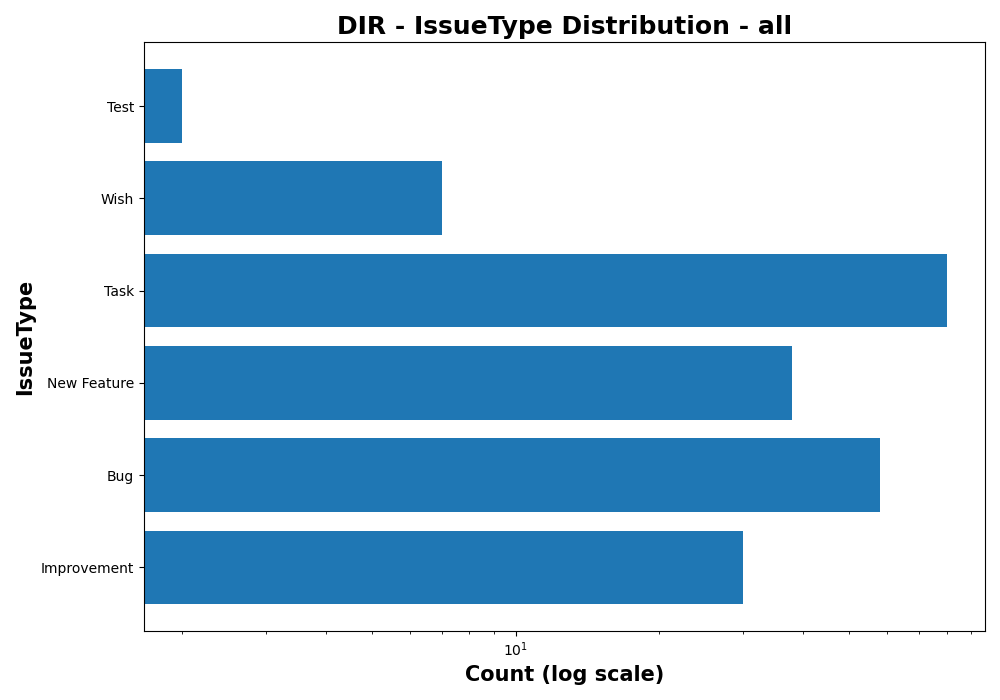 DIR - IssueType Distribution - all
IssueType
Test
Wish
Task
New Feature
Bug
Improvement
10¹
Count (log scale)